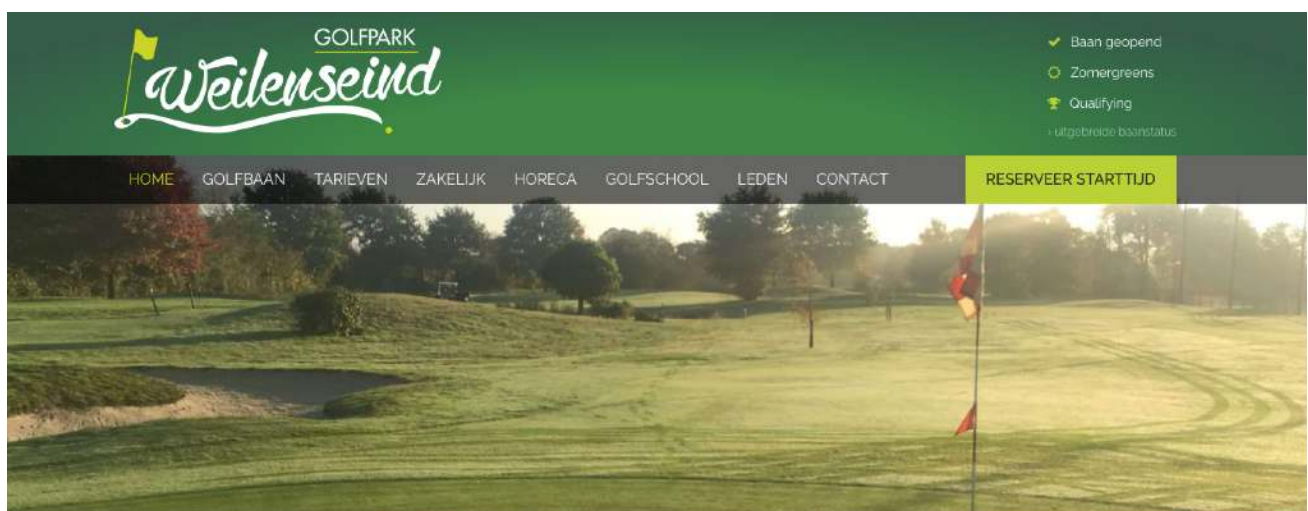 GOLFPARK
Weilenseind
Baan geopend
Zomergreens
Qualifying
› uitgebreide baanstatus
HOME GOLFBAAN TARIEVEN ZAKELIJK HORECA GOLFSCHOOL LEDEN CONTACT RESERVEER STARTTIJD